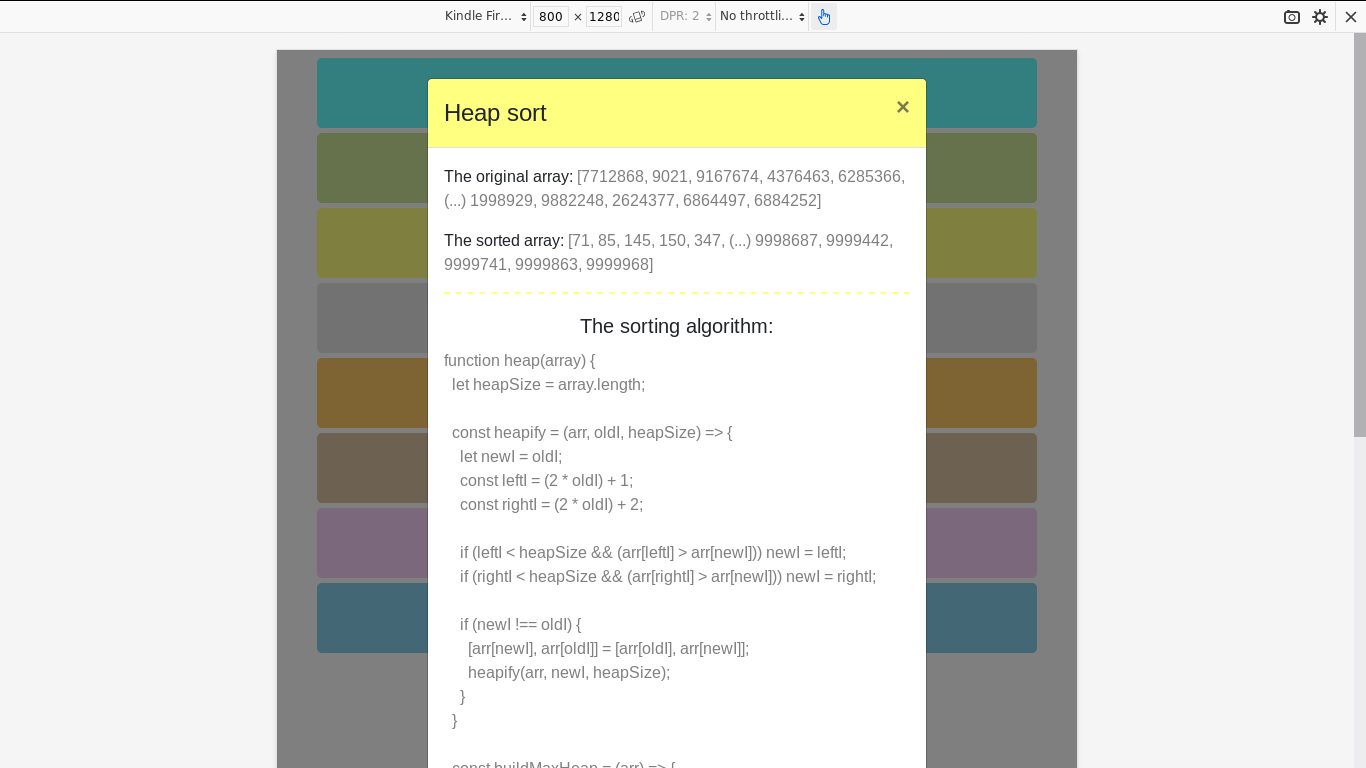 Kindle Fir... 800 × 1280 DPR: 2 No throttli...
Heap sort ×
The original array: [7712868, 9021, 9167674, 4376463, 6285366,
(...) 1998929, 9882248, 2624377, 6864497, 6884252]
The sorted array: [71, 85, 145, 150, 347, (...) 9998687, 9999442,
9999741, 9999863, 9999968]
The sorting algorithm:
function heap(array) {
let heapSize = array.length;
const heapify = (arr, oldI, heapSize) => {
let newI = oldI;
const leftI = (2 * oldI) + 1;
const rightI = (2 * oldI) + 2;
if (leftI < heapSize && (arr[leftI] > arr[newI])) newI = leftI;
if (rightI < heapSize && (arr[rightI] > arr[newI])) newI = rightI;
if (newI !== oldI) {
[arr[newI], arr[oldI]] = [arr[oldI], arr[newI]];
heapify(arr, newI, heapSize);
}
}
const buildMaxHeap = (arr) => {